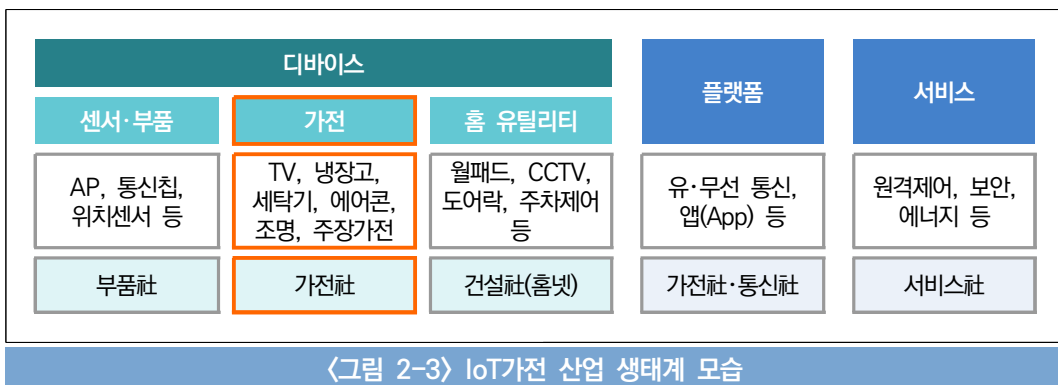 디바이스
플랫폼
서비스
센서·부품
가전
홈 유틸리티
AP, 통신칩,
위치센서 등
TV, 냉장고,
세탁기, 에어콘,
조명, 주장가전
월패드, CCTV,
도어락, 주차제어
등
유·무선 통신,
앱(App) 등
원격제어, 보안,
에너지 등
부품社
가전社
건설社(홈넷)
가전社·통신社
서비스社
〈그림 2-3〉 IoT가전 산업 생태계 모습